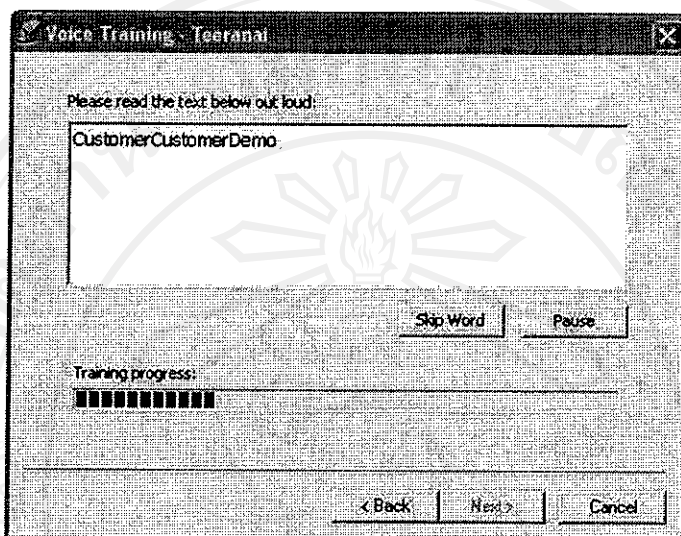 Voice Training - Teeranai
Please read the text below out loud:
CustomerCustomerDemo
Skip Word Pause
Training progress:
< Back Next > Cancel